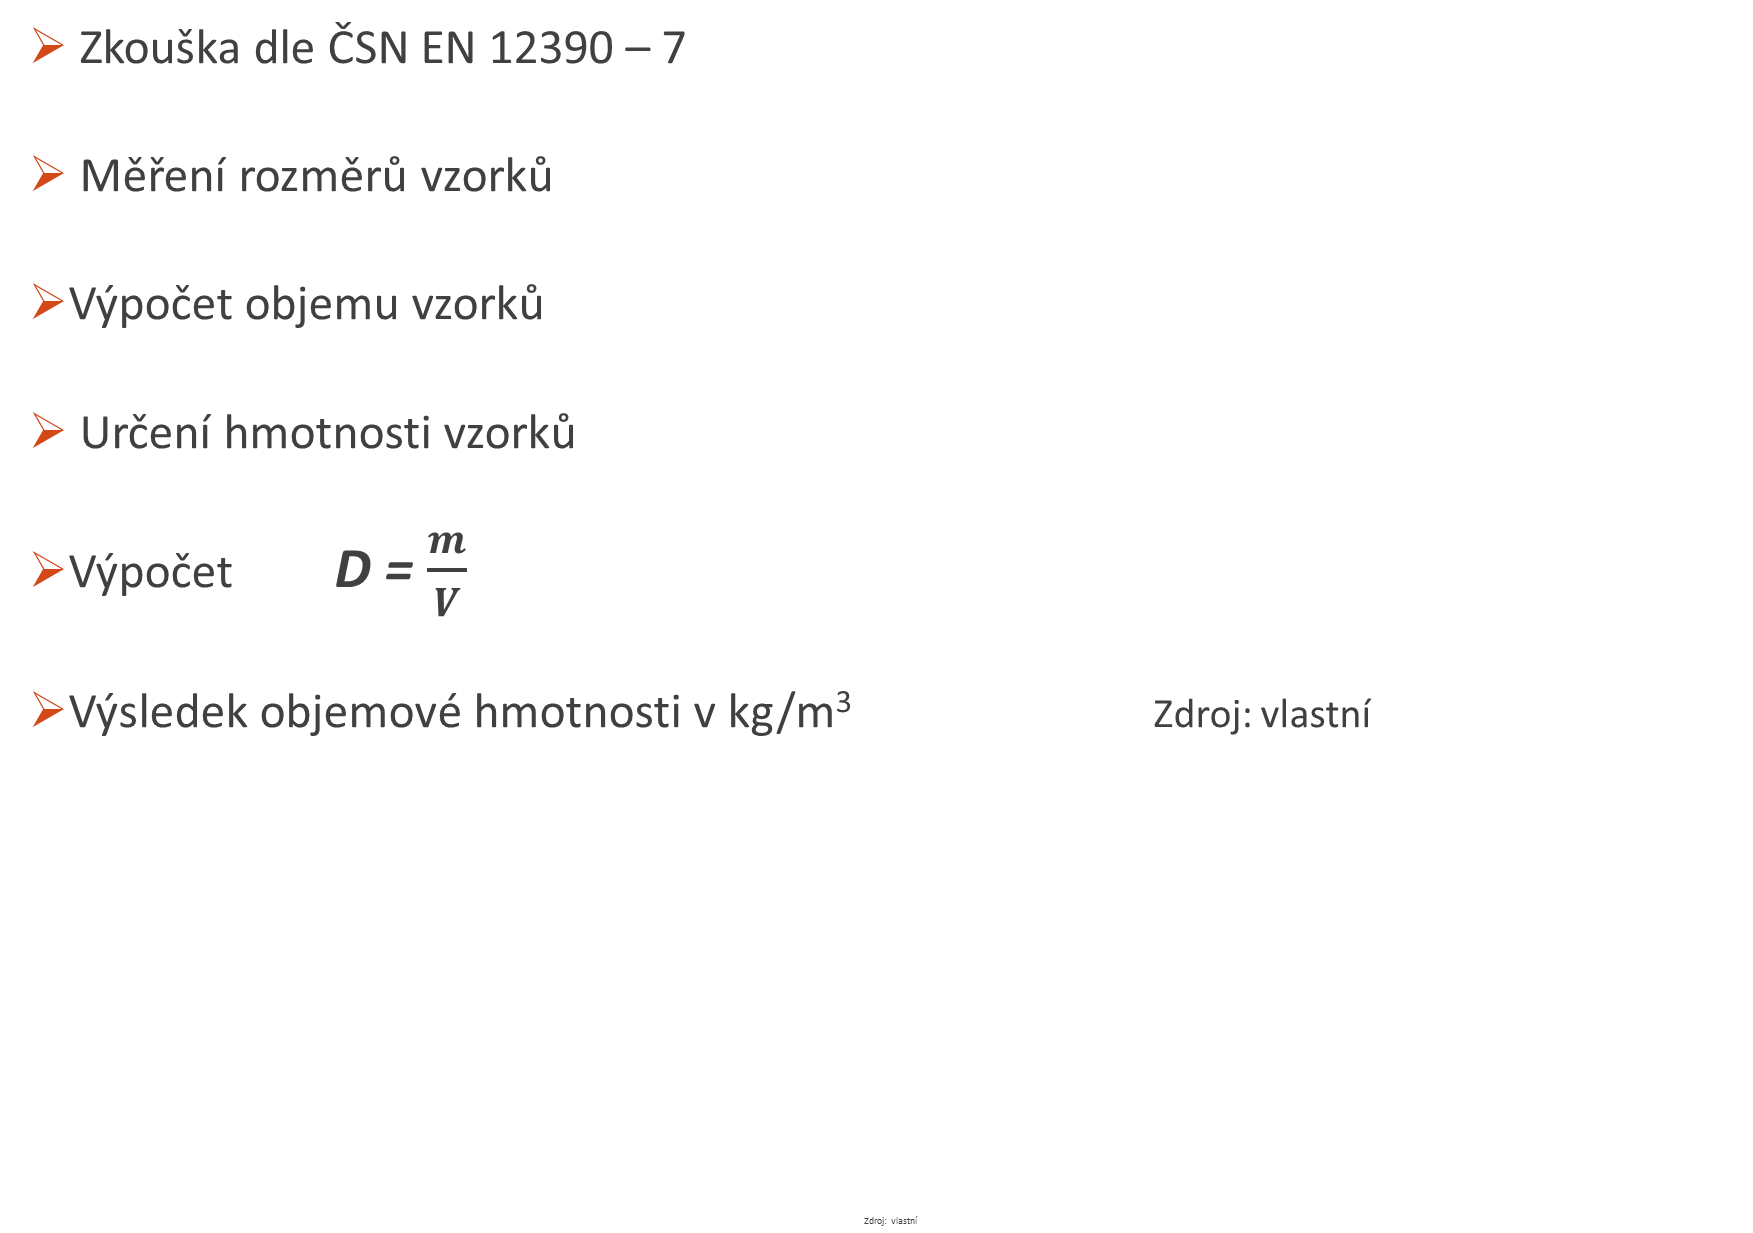 ➢ Zkouška dle ČSN EN 12390 – 7
➢ Měření rozměrů vzorků
➢Výpočet objemu vzorků
➢ Určení hmotnosti vzorků
➢Výpočet D = m/V
➢Výsledek objemové hmotnosti v kg/m³ Zdroj: vlastní
Zdroj: vlastní